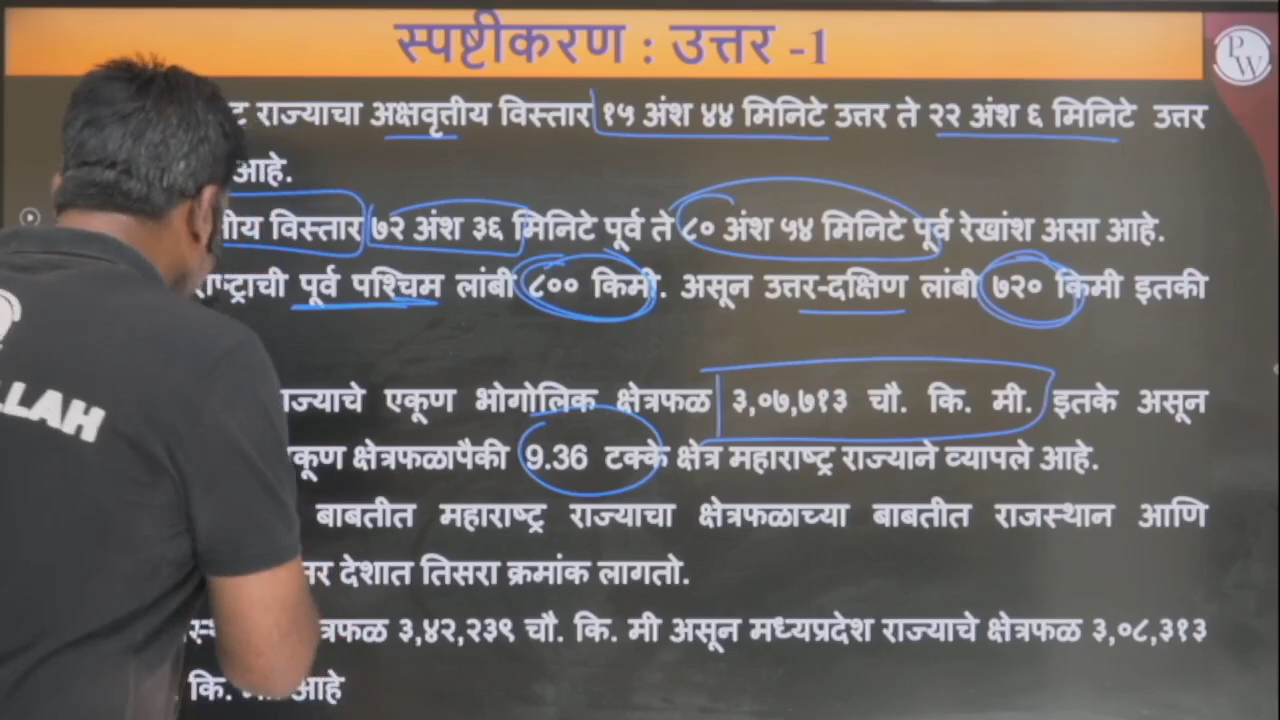 स्पष्टीकरण : उत्तर -1
PW
राज्याचा अक्षवृत्तीय विस्तार १५ अंश ४४ मिनिटे उत्तर ते २२ अंश ६ मिनिटे उत्तर
आहे.
विस्तार ७२ अंश ३६ मिनिटे पूर्व ते ८० अंश ५४ मिनिटे पूर्व रेखांश असा आहे.
पूर्व पश्चिम लांबी ८०० किमी. असून उत्तर-दक्षिण लांबी ७२० किमी इतकी
एकूण भोगोलिक क्षेत्रफळ ३,०७,७१३ चौ. कि. मी. इतके असून
क्षेत्रफळापैकी 9.36 टक्के क्षेत्र महाराष्ट्र राज्याने व्यापले आहे.
बाबतीत महाराष्ट्र राज्याचा क्षेत्रफळाच्या बाबतीत राजस्थान आणि
देशात तिसरा क्रमांक लागतो.
३,४२,२३९ चौ. कि. मी असून मध्यप्रदेश राज्याचे क्षेत्रफळ ३,०८,३१३
कि. आहे
LLAH